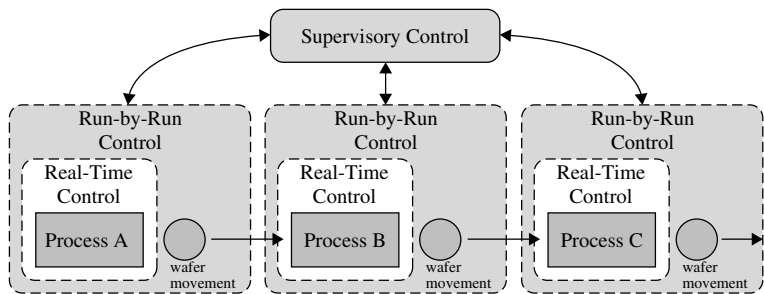 Supervisory Control
Run-by-Run
Control
Real-Time
Control
Process A
wafer
movement
Run-by-Run
Control
Real-Time
Control
Process B
wafer
movement
Run-by-Run
Control
Real-Time
Control
Process C
wafer
movement